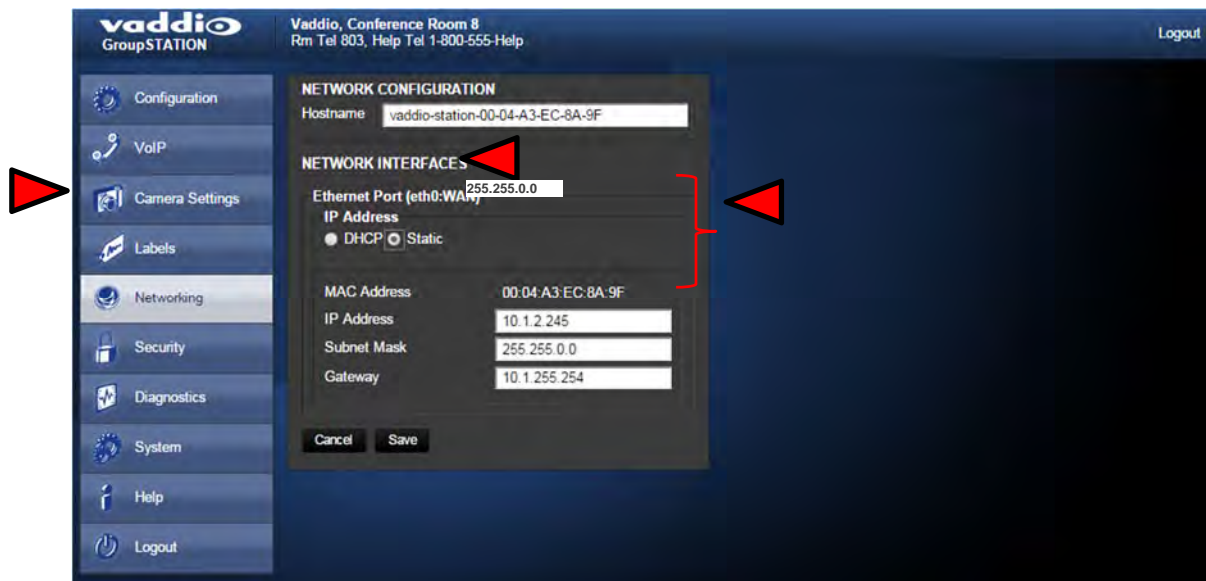 vaddio
GroupSTATION
Vaddio, Conference Room 8
Rm Tel 803, Help Tel 1-800-555-Help
Logout
Configuration
VoIP
Camera Settings
Labels
Networking
Security
Diagnostics
System
Help
Logout
NETWORK CONFIGURATION
Hostname vaddio-station-00-04-A3-EC-8A-9F
NETWORK INTERFACES
255.255.0.0
Ethernet Port (eth0:WAN)
IP Address
DHCP Static
MAC Address 00:04:A3:EC:8A:9F
IP Address 10.1.2.245
Subnet Mask 255.255.0.0
Gateway 10.1.255.254
Cancel Save